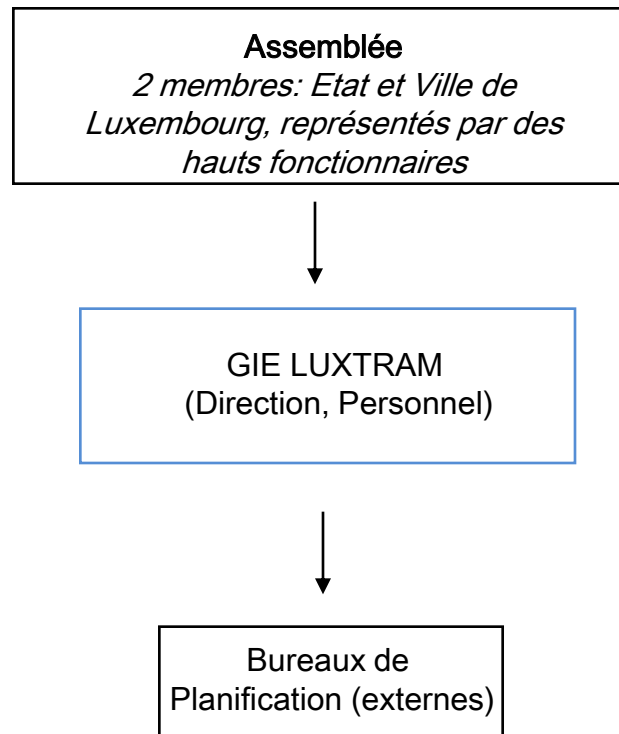 Assemblée
2 membres: Etat et Ville de
Luxembourg, représentés par des
hauts fonctionnaires
GIE LUXTRAM
(Direction, Personnel)
Bureaux de
Planification (externes)